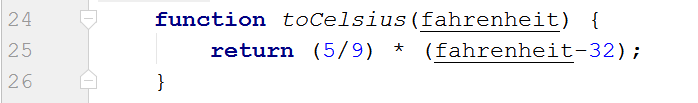 24 function toCelsius(fahrenheit) {
25 return (5/9) * (fahrenheit-32);
26 }